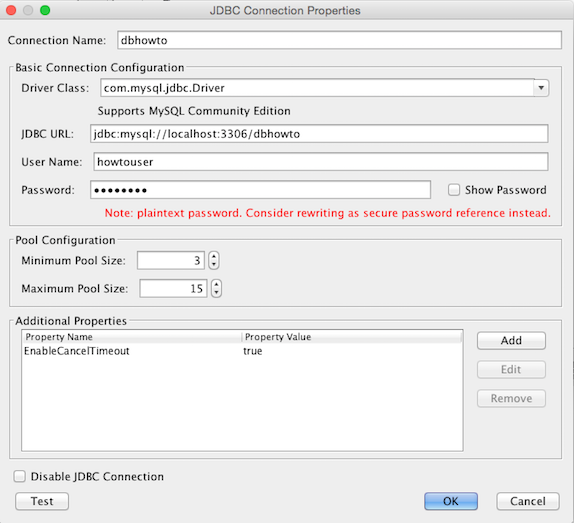 JDBC Connection Properties
Connection Name: dbhowto
Basic Connection Configuration
Driver Class: com.mysql.jdbc.Driver
Supports MySQL Community Edition
JDBC URL: jdbc:mysql://localhost:3306/dbhowto
User Name: howtouser
Password: •••••••• Show Password
Note: plaintext password. Consider rewriting as secure password reference instead.
Pool Configuration
Minimum Pool Size: 3
Maximum Pool Size: 15
Additional Properties
Property Name Property Value
EnableCancelTimeout true
Add
Edit
Remove
Disable JDBC Connection
Test OK Cancel